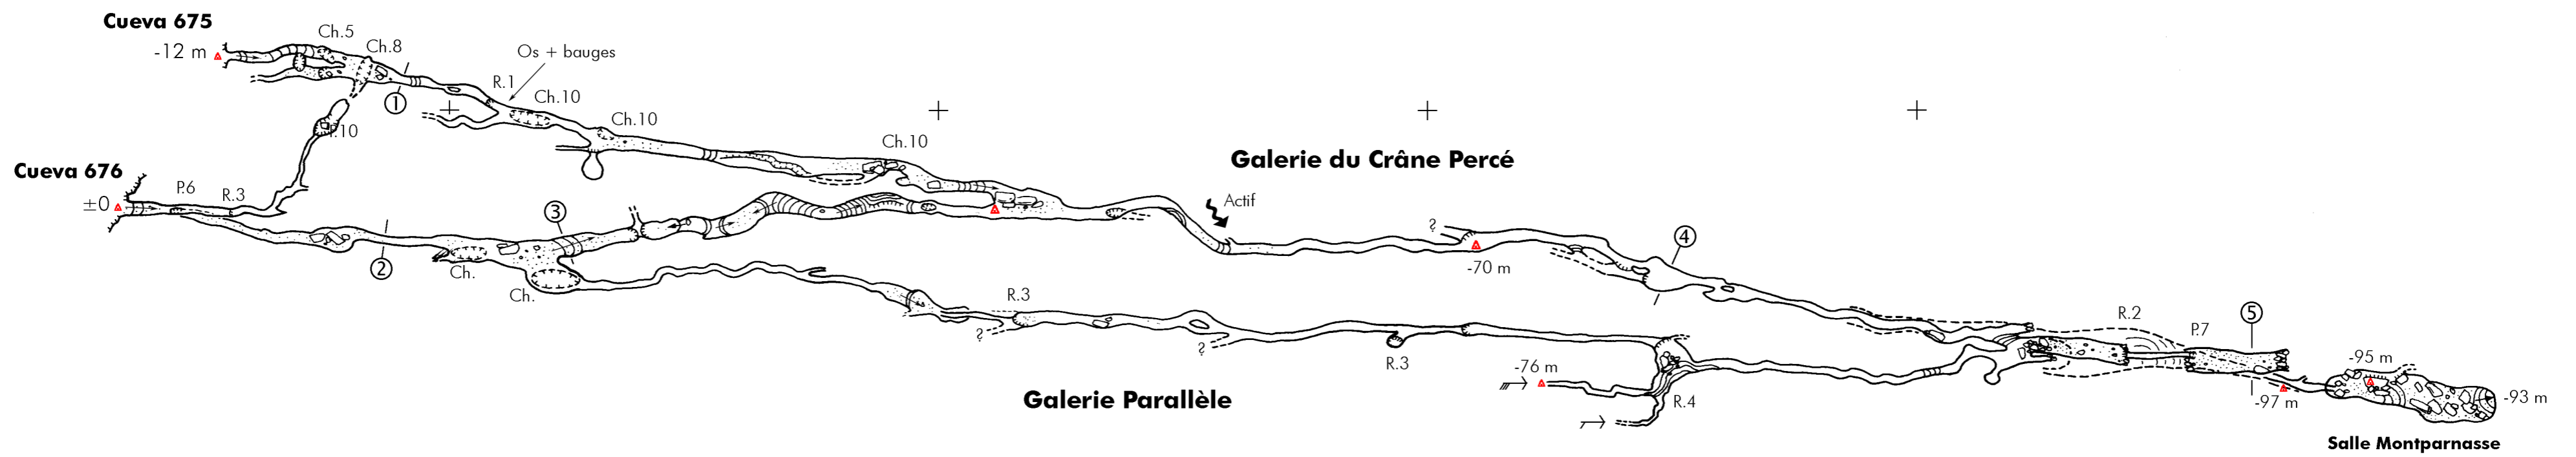 Cueva 675
-12 m
Ch.5
Ch.8
Os + bauges
R.1
Ch.10
Ch.10
Ch.10
1
P.10
Galerie du Crâne Percé
Cueva 676
±0
P.6
R.3
Actif
3
2
Ch.
Ch.
?
-70 m
4
R.3
?
?
R.3
-76 m
R.4
Galerie Parallèle
R.2
P.7
5
-95 m
-97 m
-93 m
Salle Montparnasse